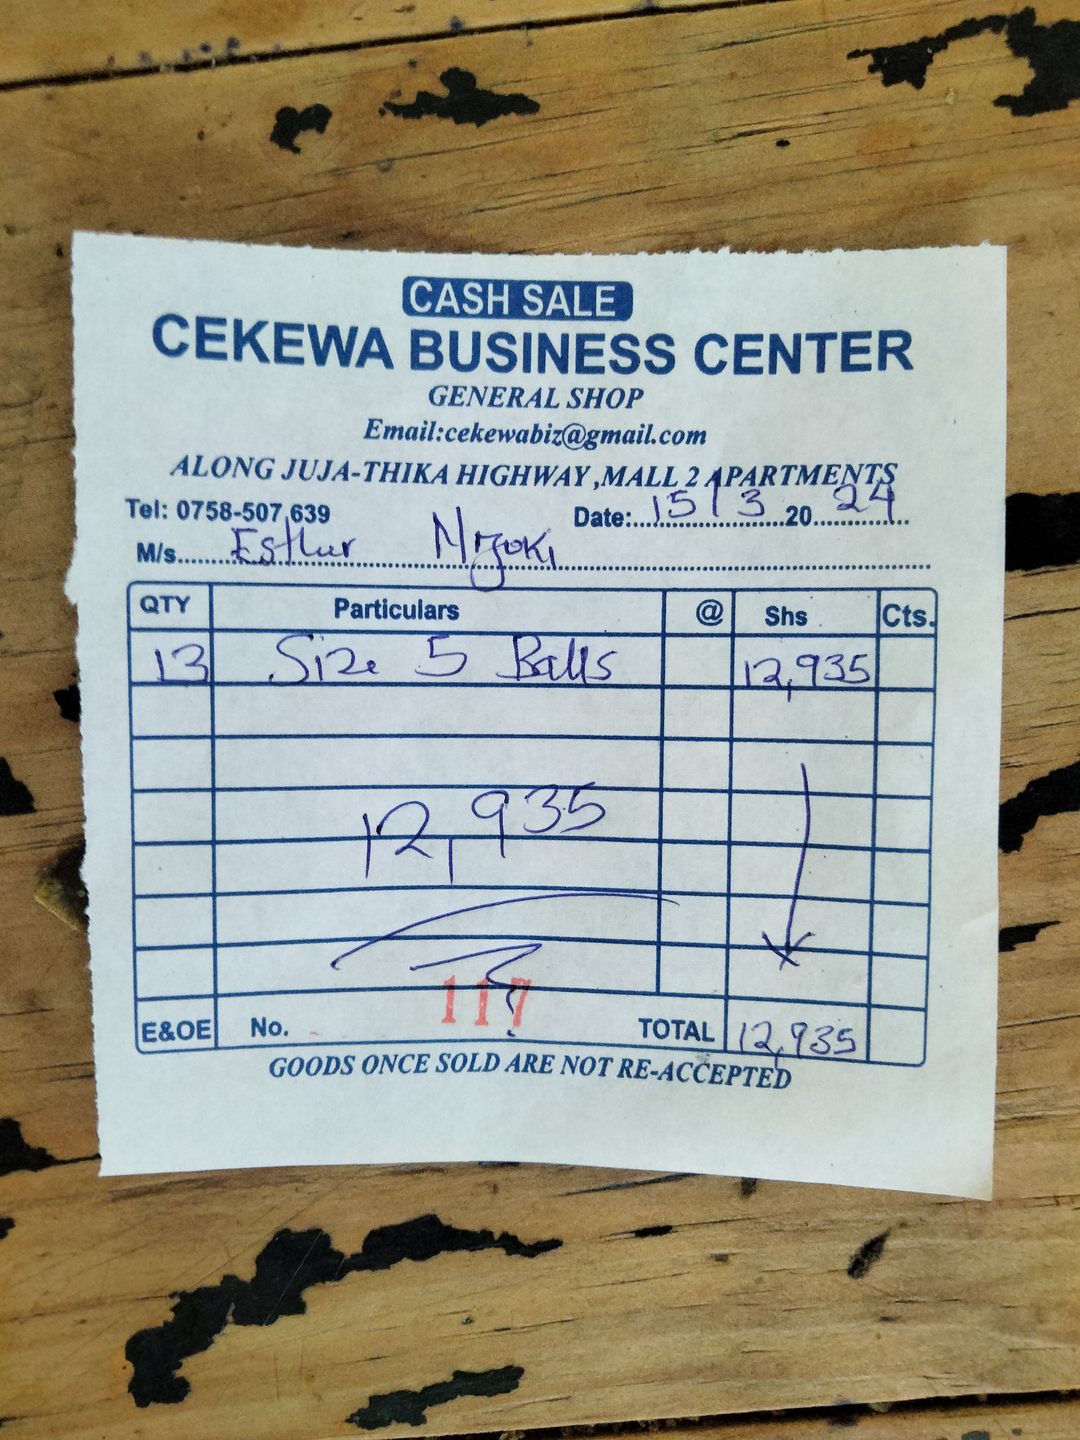 CASH SALE
CEKEWA BUSINESS CENTER
GENERAL SHOP
Email:cekewabiz@gmail.com
ALONG JUJA-THIKA HIGHWAY,MALL 2 APARTMENTS
Tel: 0758-507 639 Date:...15/3...20...24...
M/s...Esther Njoki...
QTY Particulars @ Shs Cts.
13 Size 5 Balls 12,935
12,935
117
E&OE No. TOTAL 12,935
GOODS ONCE SOLD ARE NOT RE-ACCEPTED